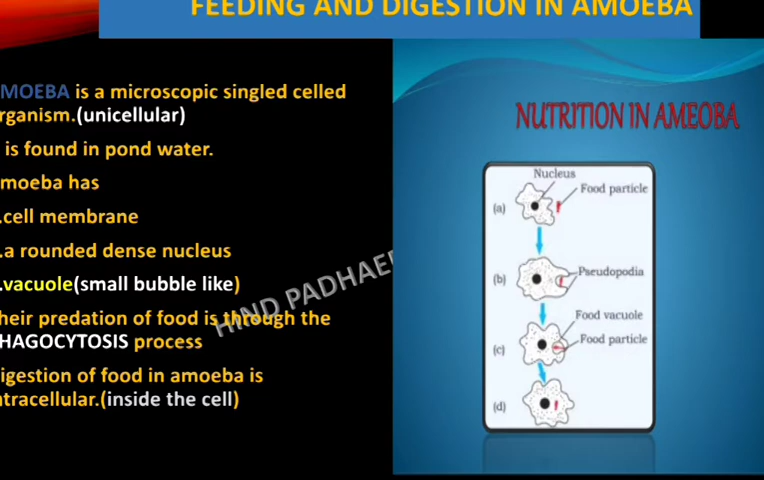 FEEDING AND DIGESTION IN AMOEBA
MOEBA is a microscopic singled celled
rganism.(unicellular)
is found in pond water.
moeba has
.cell membrane
.a rounded dense nucleus
.vacuole(small bubble like)
heir predation of food is through the
HAGOCYTOSIS process
igestion of food in amoeba is
ntracellular.(inside the cell)
HIND PADHAE
NUTRITION IN AMEOBA
Nucleus
Food particle
(a)
(b)
Pseudopodia
Food vacuole
Food particle
(c)
(d)